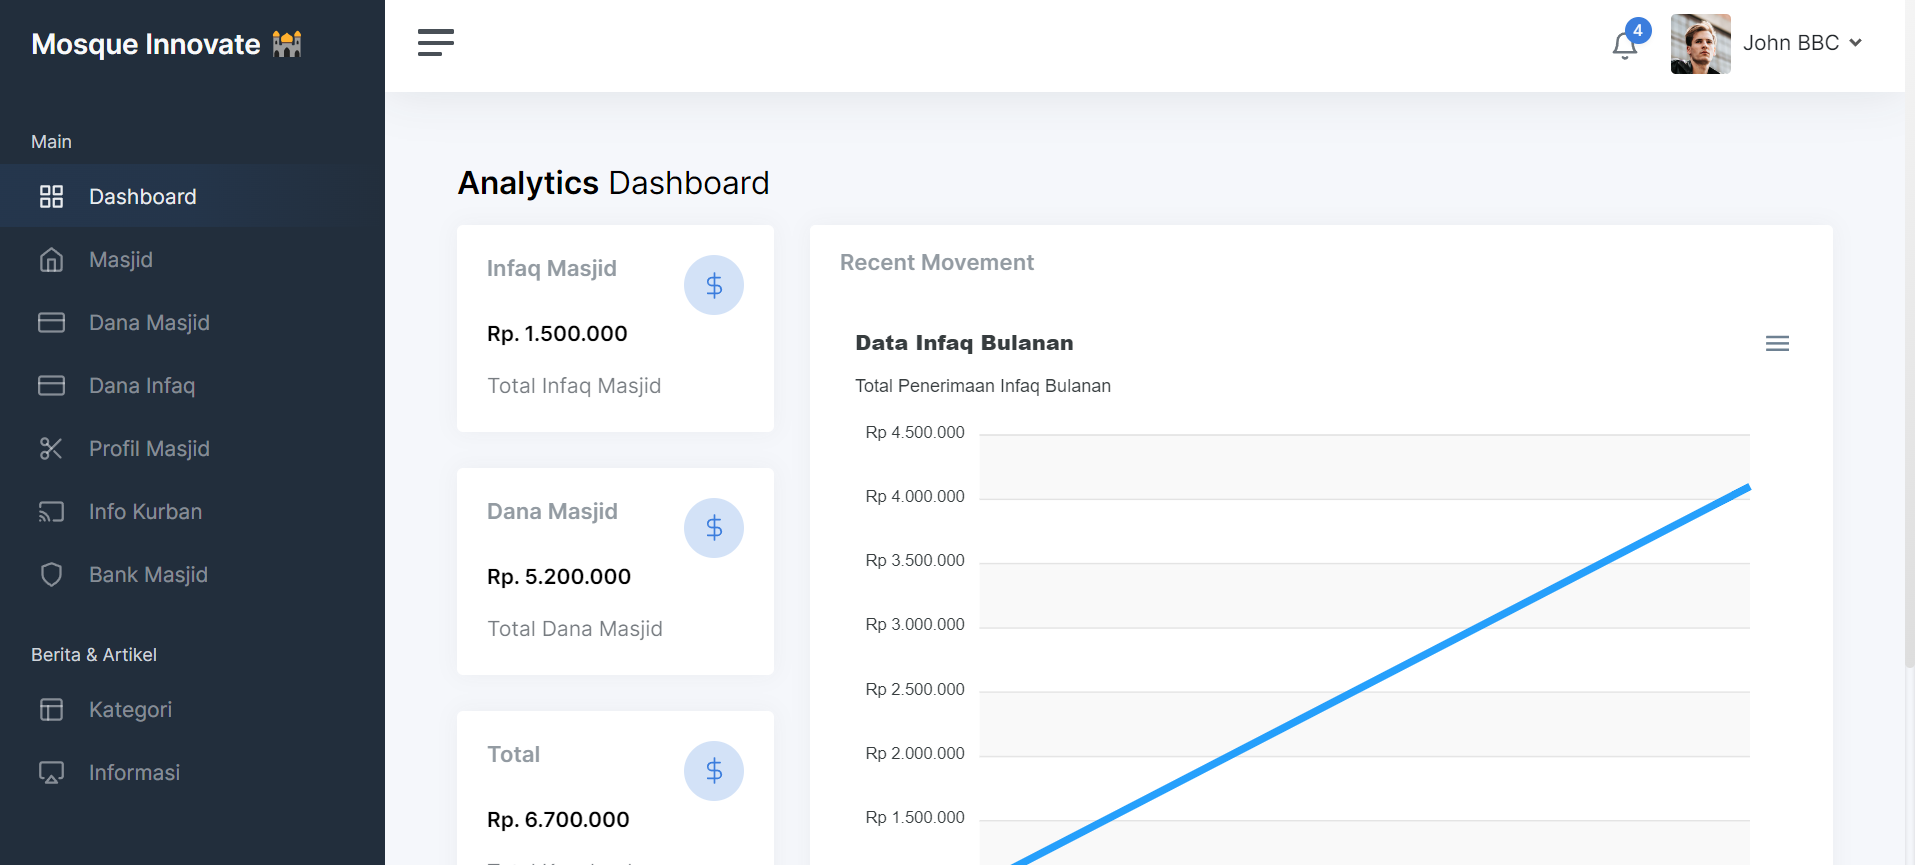 Mosque Innovate 🕌
Main
Dashboard
Masjid
Dana Masjid
Dana Infaq
Profil Masjid
Info Kurban
Bank Masjid
Berita & Artikel
Kategori
Informasi
4
John BBC
Analytics Dashboard
Infaq Masjid
$
Rp. 1.500.000
Total Infaq Masjid
Dana Masjid
$
Rp. 5.200.000
Total Dana Masjid
Total
$
Rp. 6.700.000
Recent Movement
Data Infaq Bulanan
Total Penerimaan Infaq Bulanan
Rp 4.500.000
Rp 4.000.000
Rp 3.500.000
Rp 3.000.000
Rp 2.500.000
Rp 2.000.000
Rp 1.500.000